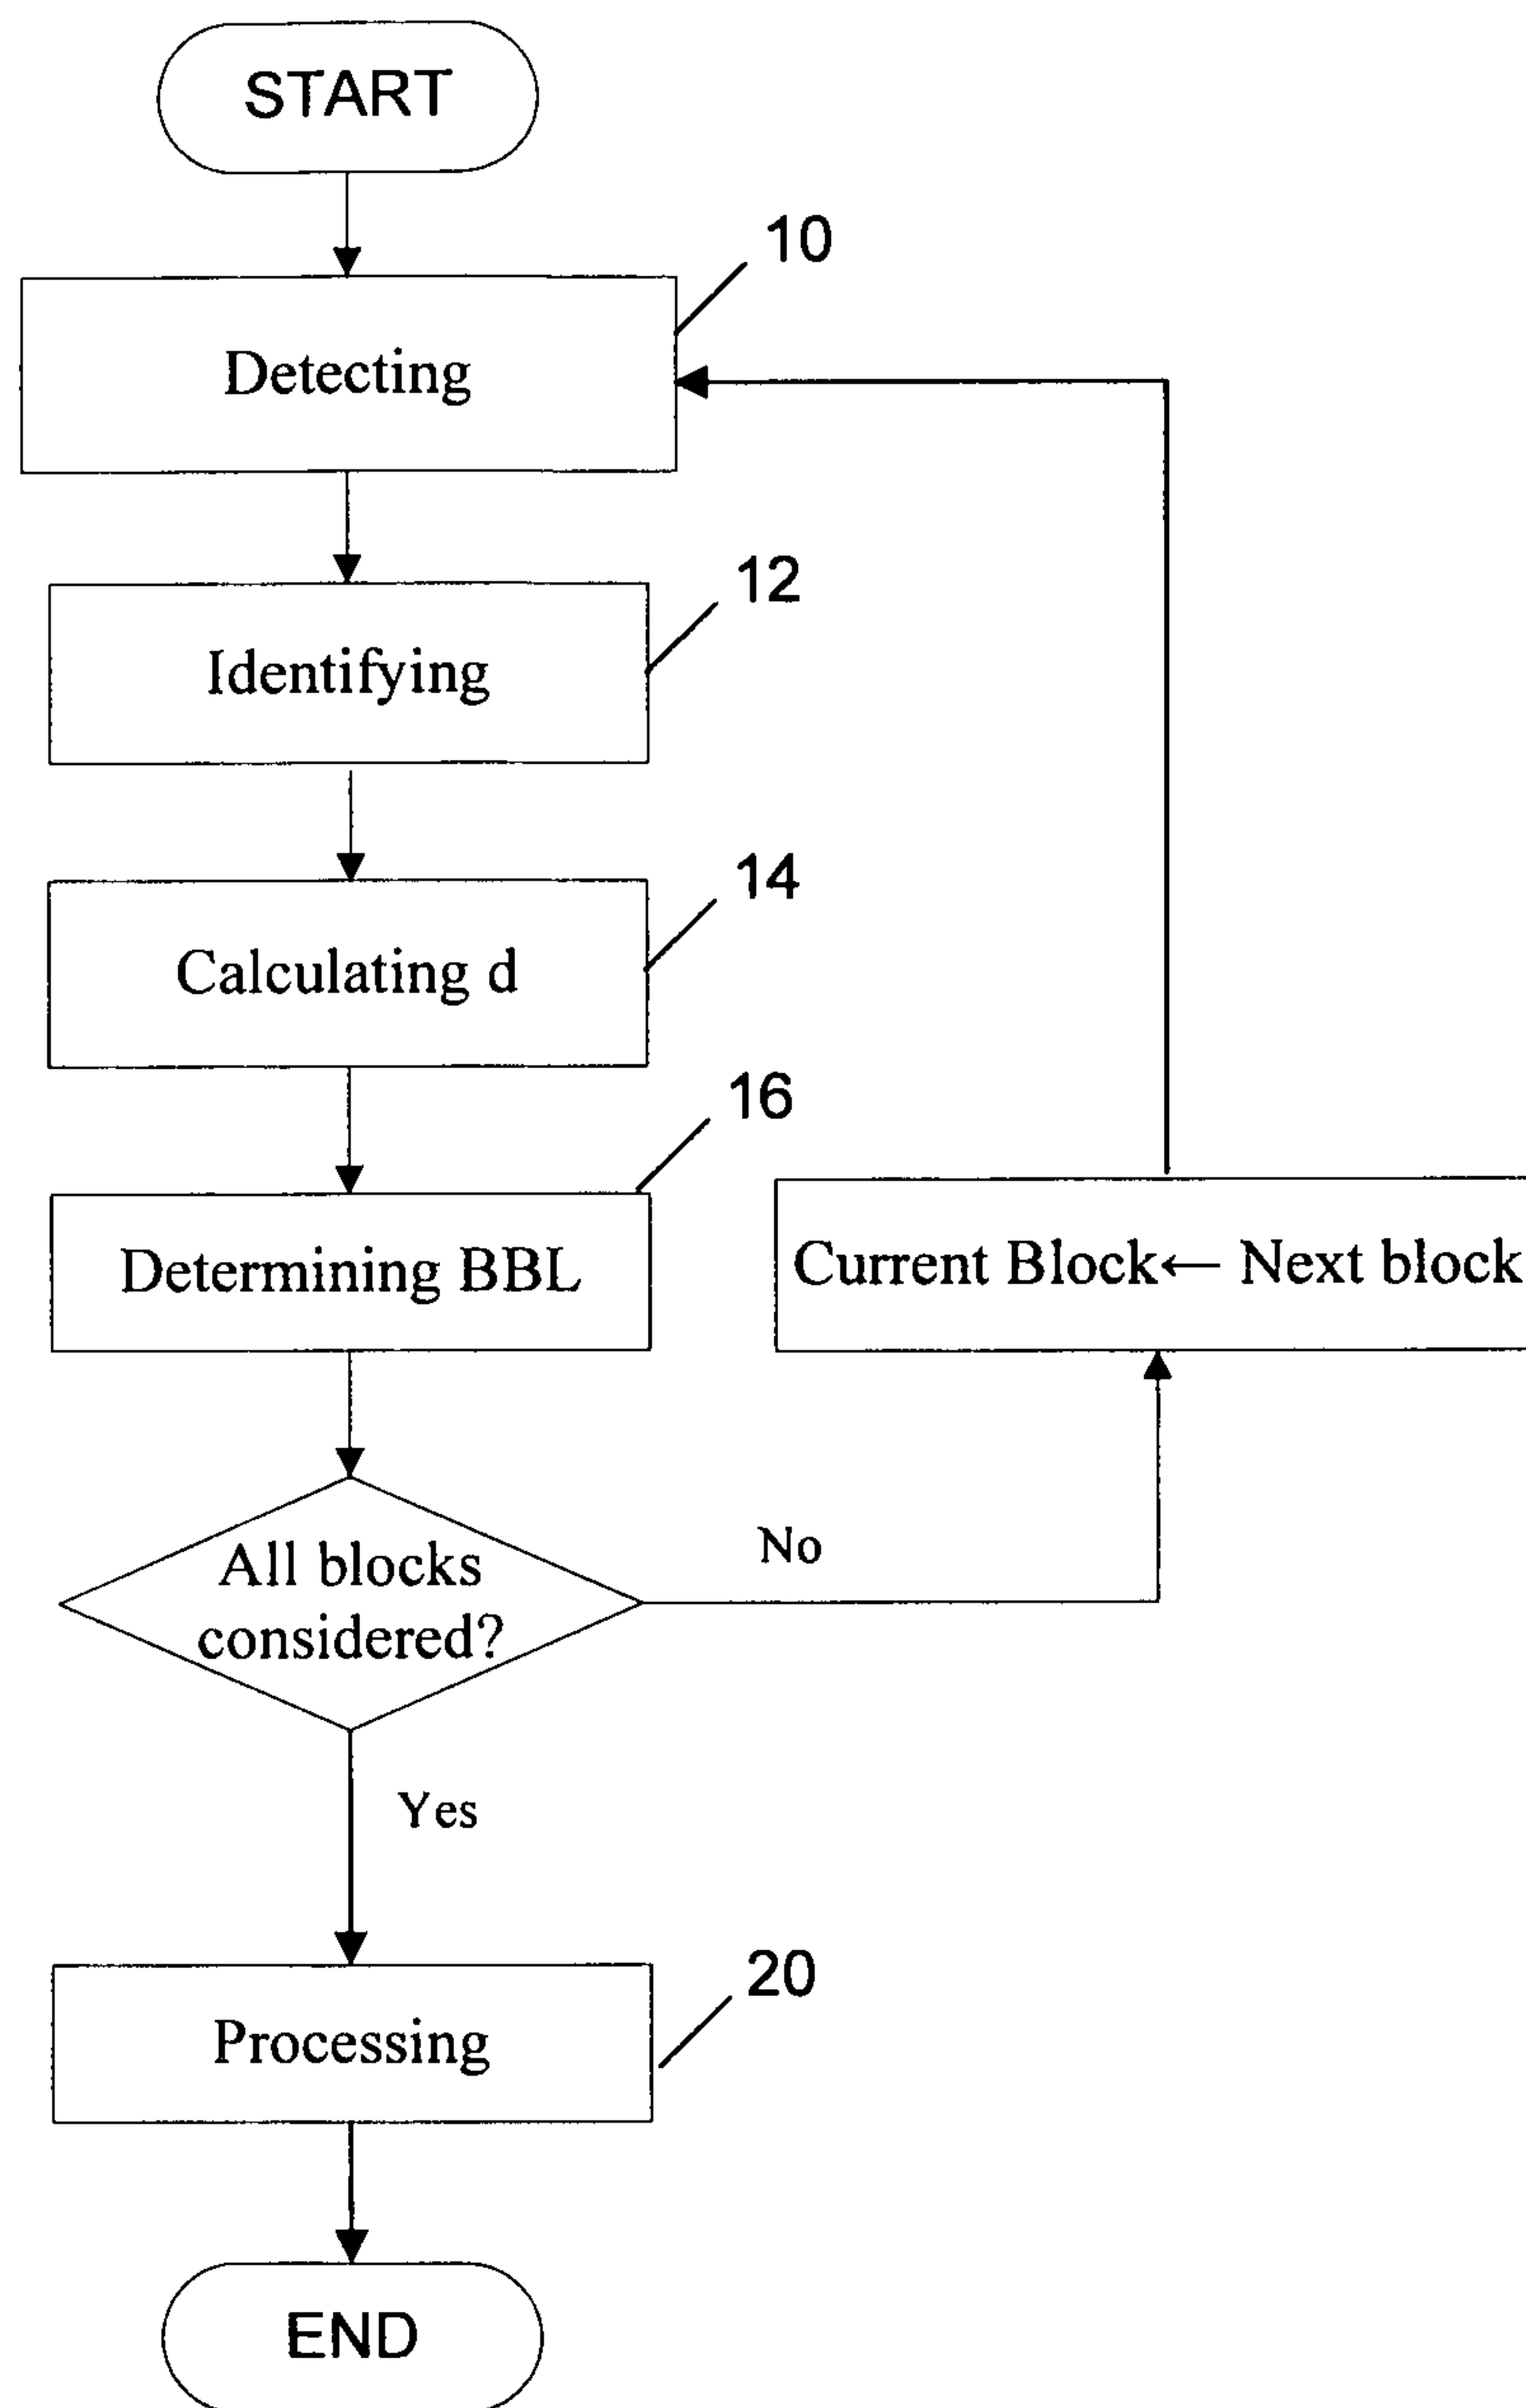 START
10
Detecting
12
Identifying
14
Calculating d
16
Determining BBL
Current Block← Next block
All blocks
considered?
No
Yes
20
Processing
END